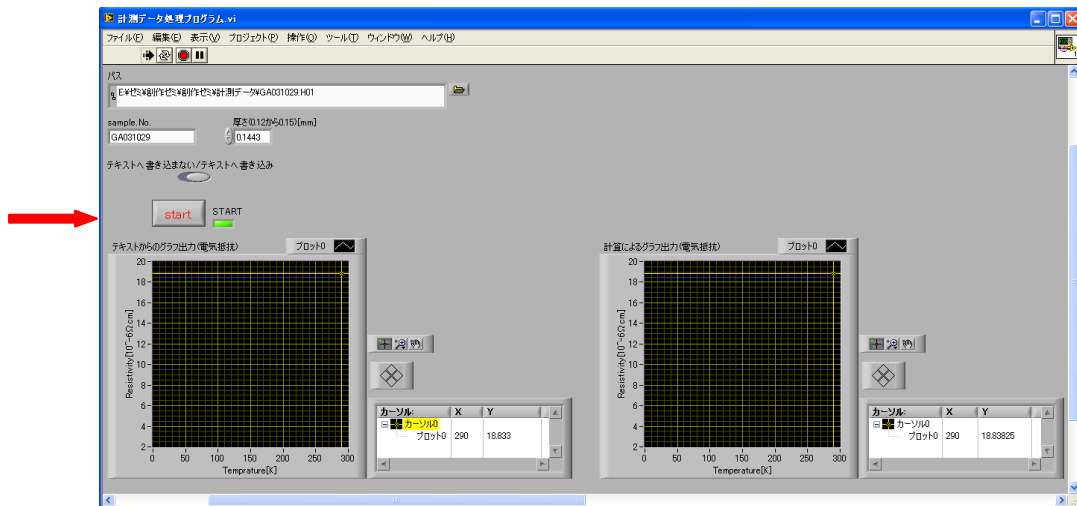 計測データ処理プログラム.vi
ファイル(F) 編集(E) 表示(V) プロジェクト(P) 操作(O) ツール(T) ウィンドウ(W) ヘルプ(H)
パス
E:¥ゼミ¥創作ゼミ¥創作ゼミ¥計測データ¥GA031029.H01
sample.No.
厚さ(0.12から0.15)[mm]
GA031029
0.1443
テキストへ書き込まない/テキストへ書き込み
start
START
テキストからのグラフ出力(電気抵抗)
プロット0
20
18
16
14
12
10
8
6
4
2
Resistivity[10^-6Ωcm]
0 50 100 150 200 250 300
Temprature[K]
カーソル: X Y
カーソル0
プロット0 290 18.833
計算によるグラフ出力(電気抵抗)
プロット0
20
18
16
14
12
10
8
6
4
2
Resistivity[10^-6Ωcm]
0 50 100 150 200 250 300
Temperature[K]
カーソル: X Y
カーソル0
プロット0 290 18.83825